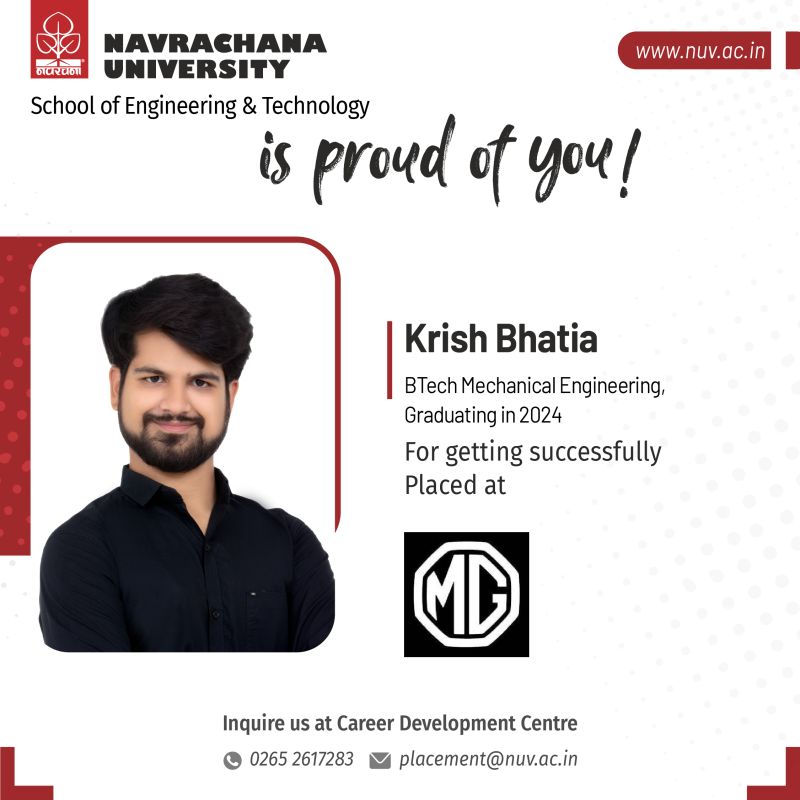 नवरचना
NAVRACHANA
UNIVERSITY
www.nuv.ac.in
School of Engineering & Technology
is proud of you!
Krish Bhatia
BTech Mechanical Engineering,
Graduating in 2024
For getting successfully
Placed at
MG
Inquire us at Career Development Centre
0265 2617283 placement@nuv.ac.in